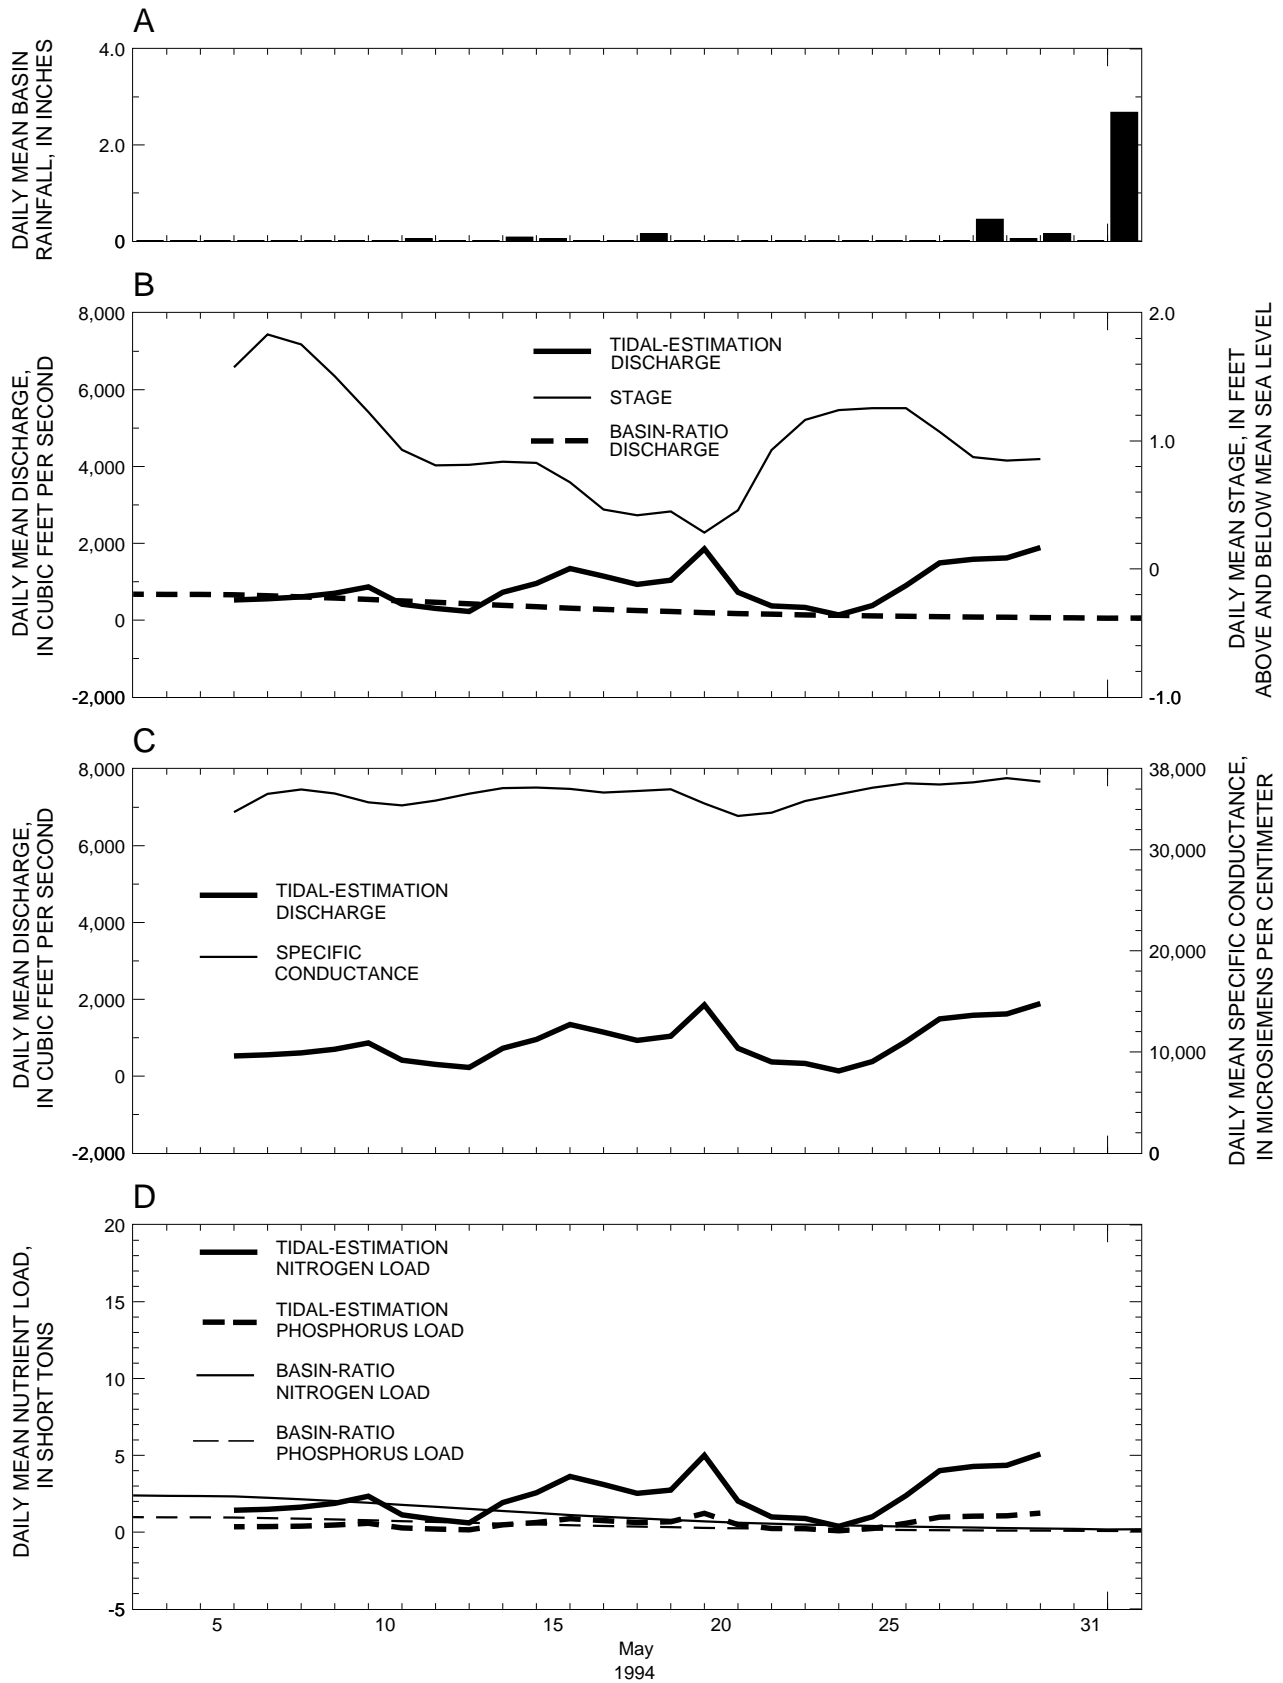 A
DAILY MEAN BASIN
RAINFALL, IN INCHES
4.0
2.0
0
B
DAILY MEAN DISCHARGE,
IN CUBIC FEET PER SECOND
8,000
6,000
4,000
2,000
0
-2,000
TIDAL-ESTIMATION
DISCHARGE
STAGE
BASIN-RATIO
DISCHARGE
2.0
1.0
0
-1.0
DAILY MEAN STAGE, IN FEET
ABOVE AND BELOW MEAN SEA LEVEL
C
DAILY MEAN DISCHARGE,
IN CUBIC FEET PER SECOND
8,000
6,000
4,000
2,000
0
-2,000
TIDAL-ESTIMATION
DISCHARGE
SPECIFIC
CONDUCTANCE
38,000
30,000
20,000
10,000
0
DAILY MEAN SPECIFIC CONDUCTANCE,
IN MICROSIEMENS PER CENTIMETER
D
DAILY MEAN NUTRIENT LOAD,
IN SHORT TONS
20
15
10
5
0
-5
TIDAL-ESTIMATION
NITROGEN LOAD
TIDAL-ESTIMATION
PHOSPHORUS LOAD
BASIN-RATIO
NITROGEN LOAD
BASIN-RATIO
PHOSPHORUS LOAD
5 10 15 20 25 31
May
1994